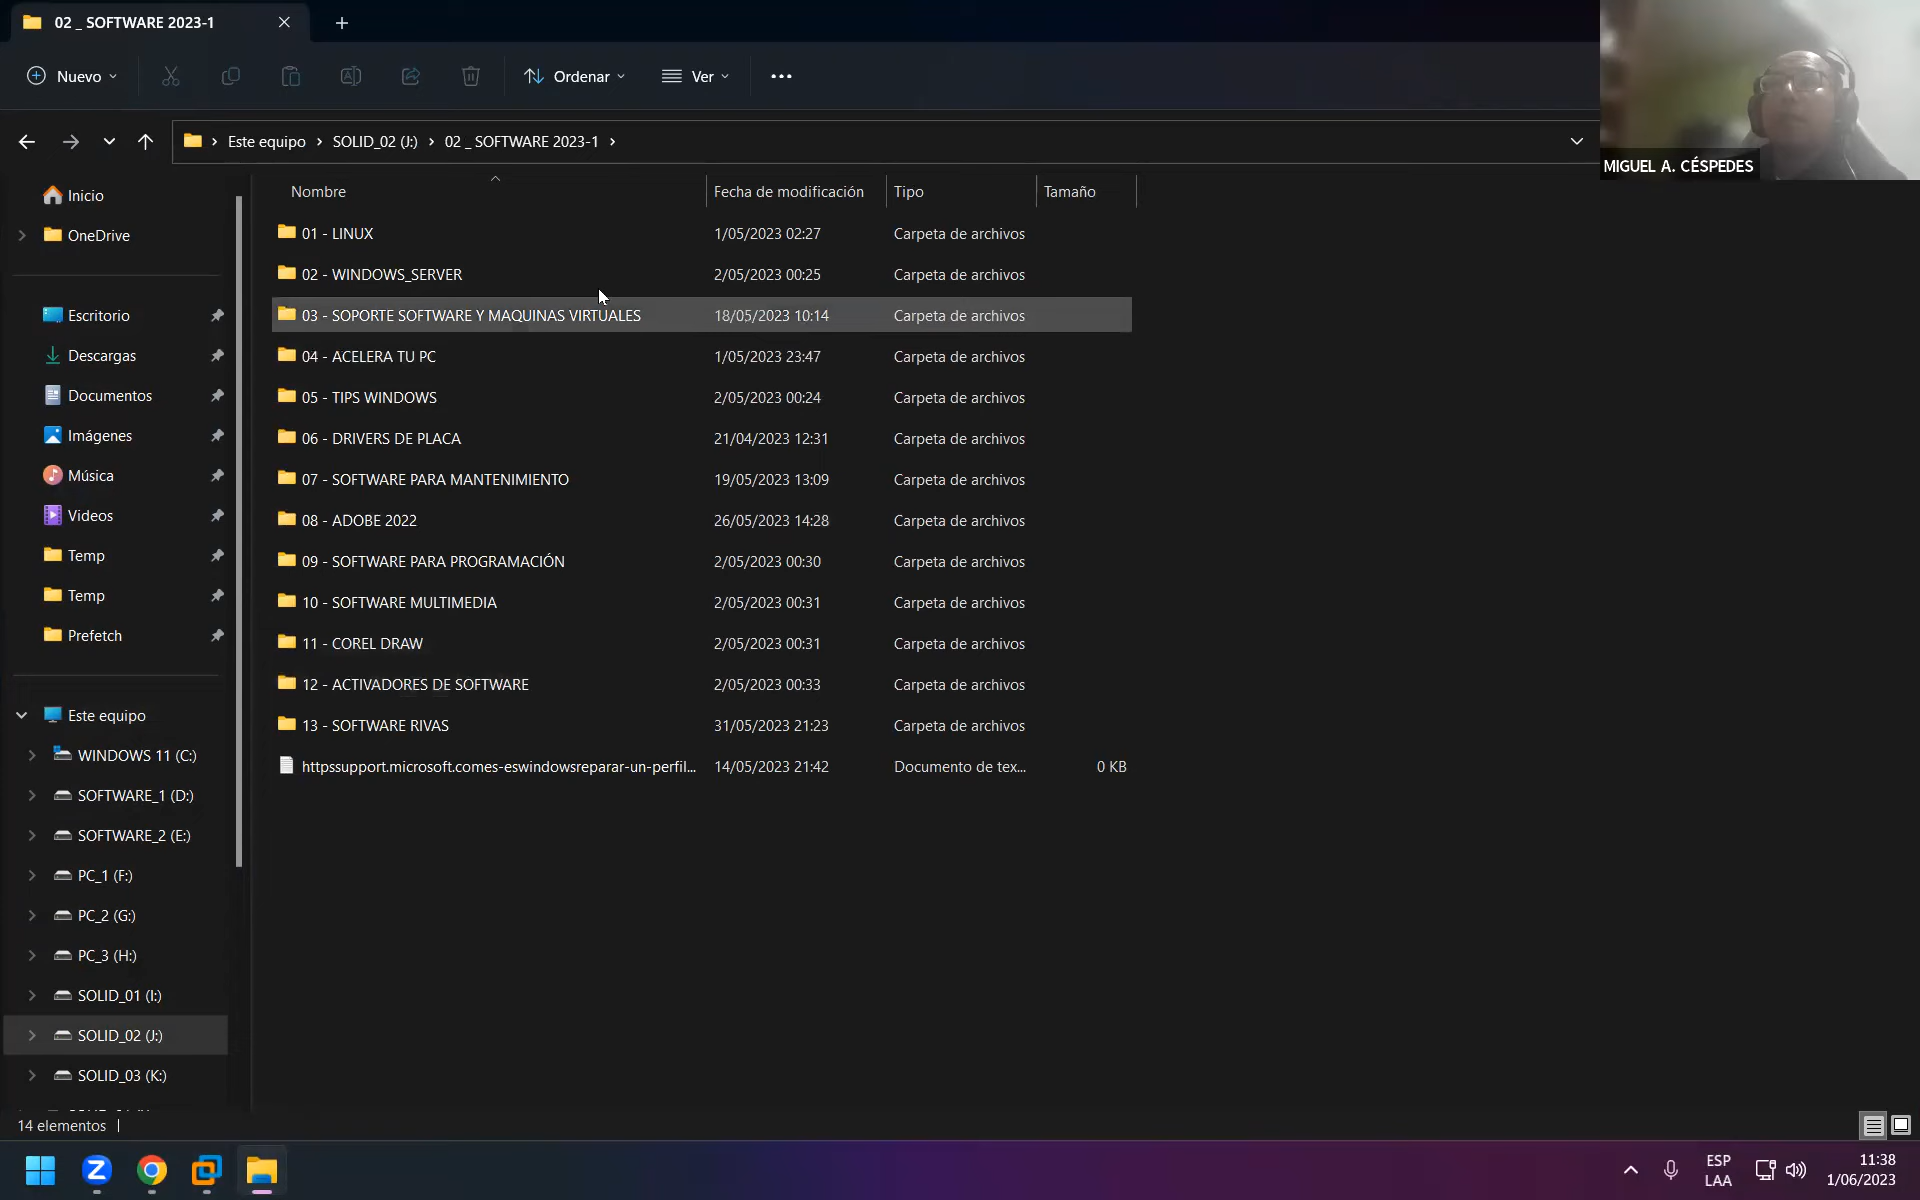 02 _ SOFTWARE 2023-1
Nuevo
Ordenar
Ver
Este equipo > SOLID_02 (J:) > 02 _ SOFTWARE 2023-1 >
MIGUEL A. CÉSPEDES
Inicio
OneDrive
Escritorio
Descargas
Documentos
Imágenes
Música
Videos
Temp
Temp
Prefetch
Este equipo
WINDOWS 11 (C:)
SOFTWARE_1 (D:)
SOFTWARE_2 (E:)
PC_1 (F:)
PC_2 (G:)
PC_3 (H:)
SOLID_01 (I:)
SOLID_02 (J:)
SOLID_03 (K:)
Nombre Fecha de modificación Tipo Tamaño
01 - LINUX 1/05/2023 02:27 Carpeta de archivos
02 - WINDOWS_SERVER 2/05/2023 00:25 Carpeta de archivos
03 - SOPORTE SOFTWARE Y MAQUINAS VIRTUALES 18/05/2023 10:14 Carpeta de archivos
04 - ACELERA TU PC 1/05/2023 23:47 Carpeta de archivos
05 - TIPS WINDOWS 2/05/2023 00:24 Carpeta de archivos
06 - DRIVERS DE PLACA 21/04/2023 12:31 Carpeta de archivos
07 - SOFTWARE PARA MANTENIMIENTO 19/05/2023 13:09 Carpeta de archivos
08 - ADOBE 2022 26/05/2023 14:28 Carpeta de archivos
09 - SOFTWARE PARA PROGRAMACIÓN 2/05/2023 00:30 Carpeta de archivos
10 - SOFTWARE MULTIMEDIA 2/05/2023 00:31 Carpeta de archivos
11 - COREL DRAW 2/05/2023 00:31 Carpeta de archivos
12 - ACTIVADORES DE SOFTWARE 2/05/2023 00:33 Carpeta de archivos
13 - SOFTWARE RIVAS 31/05/2023 21:23 Carpeta de archivos
httpssupport.microsoft.comes-eswindowsreparar-un-perfil... 14/05/2023 21:42 Documento de tex... 0 KB
14 elementos
ESP
LAA
11:38
1/06/2023